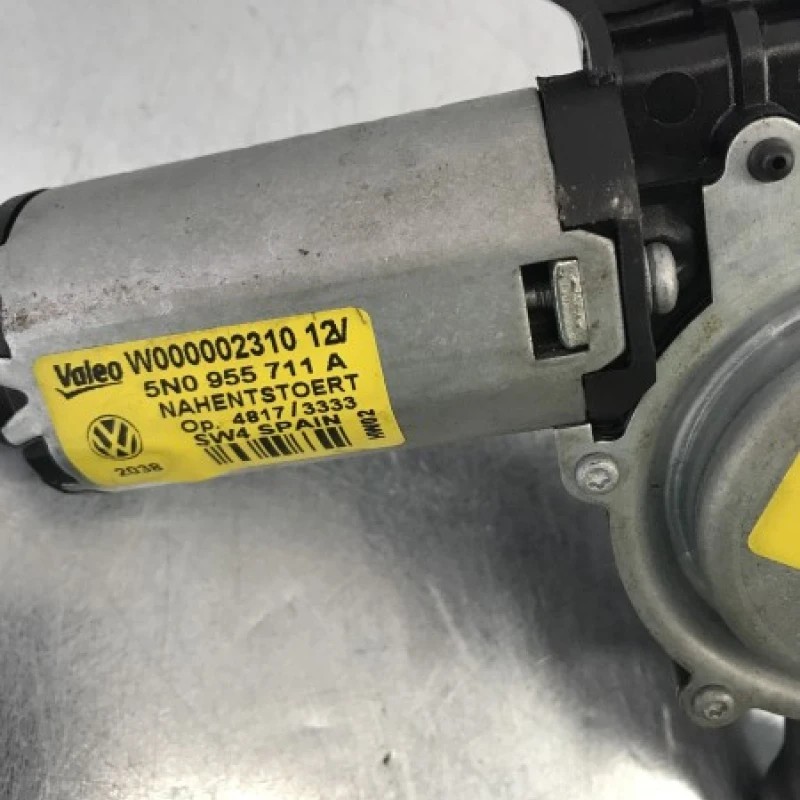 Valeo W000002310 12V
5N0 955 711 A
NAHENTSTOERT
Op. 4817/3333
SW4 SPAIN
2038